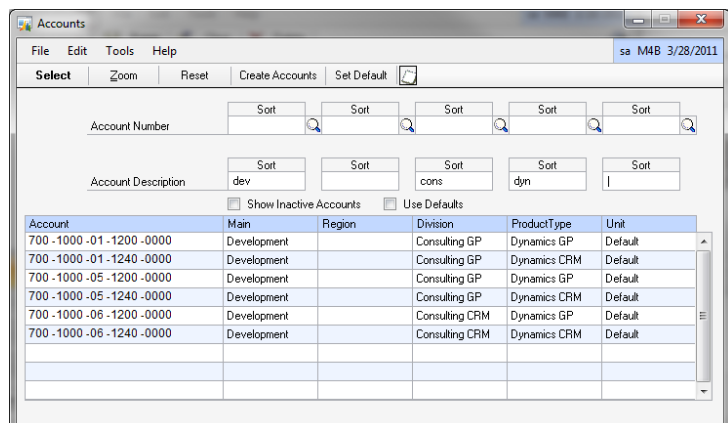 Accounts
File Edit Tools Help sa M4B 3/28/2011
Select Zoom Reset Create Accounts Set Default
Sort Sort Sort Sort Sort
Account Number
Sort Sort Sort Sort Sort
Account Description dev cons dyn
Show Inactive Accounts Use Defaults
Account Main Region Division ProductType Unit
700 -1000 -01 -1200 -0000 Development Consulting GP Dynamics GP Default
700 -1000 -01 -1240 -0000 Development Consulting GP Dynamics CRM Default
700 -1000 -05 -1200 -0000 Development Consulting GP Dynamics GP Default
700 -1000 -05 -1240 -0000 Development Consulting GP Dynamics CRM Default
700 -1000 -06 -1200 -0000 Development Consulting CRM Dynamics GP Default
700 -1000 -06 -1240 -0000 Development Consulting CRM Dynamics CRM Default